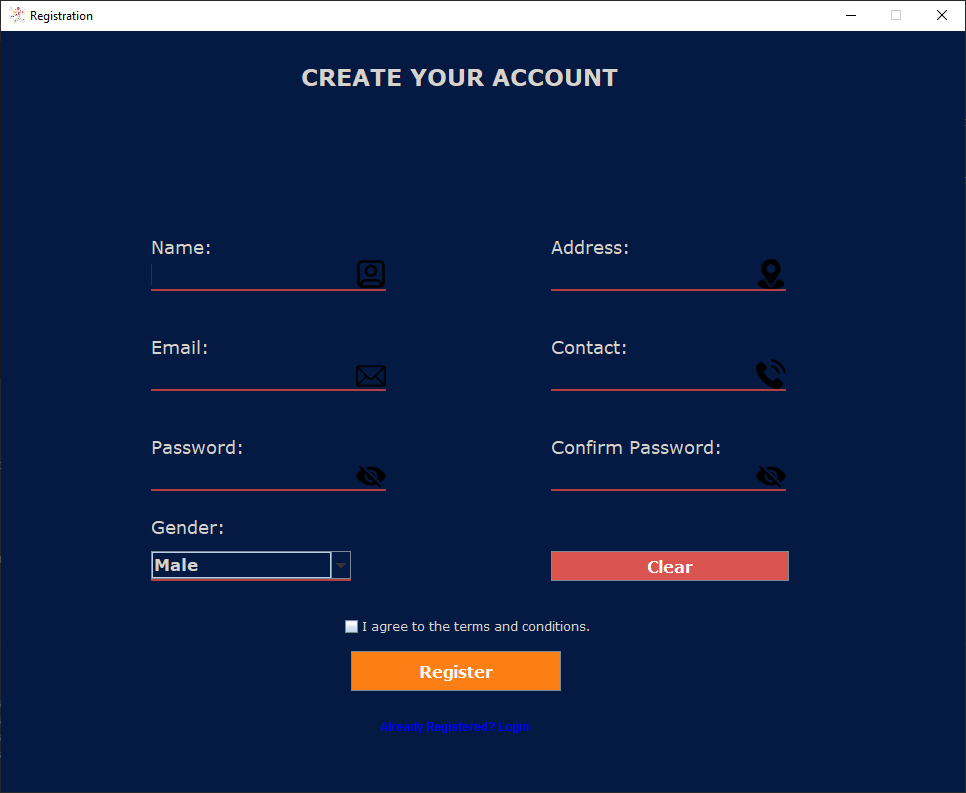 Registration
CREATE YOUR ACCOUNT
Name:
Address:
Email:
Contact:
Password:
Confirm Password:
Gender:
Male
Clear
I agree to the terms and conditions.
Register
Already Registered? Login